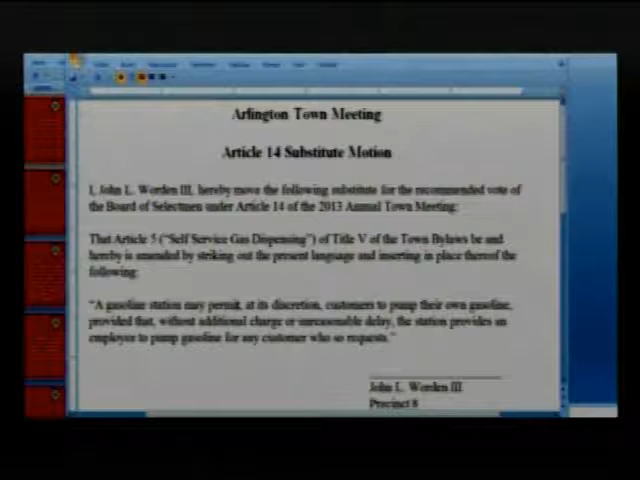 Arlington Town Meeting
Article 14 Substitute Motion
I, John L. Worden III, hereby move the following substitute for the recommended vote of
the Board of Selectmen under Article 14 of the 2013 Annual Town Meeting:
That Article 5 ("Self Service Gas Dispensing") of Title V of the Town Bylaws be and
hereby is amended by striking out the present language and inserting in place thereof the
following:
"A gasoline station may permit, at its discretion, customers to pump their own gasoline,
provided that, without additional charge or unreasonable delay, the station provides an
employee to pump gasoline for any customer who so requests."
John L. Worden III
Precinct 8